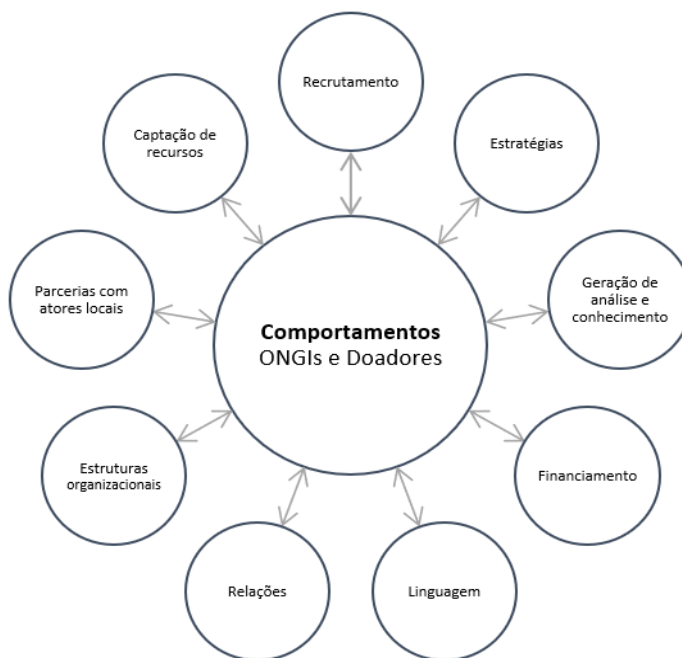 Recrutamento
Captação de
recursos
Estratégias
Parcerias com
atores locais
Geração de
análise e
conhecimento
Comportamentos
ONGIs e Doadores
Estruturas
organizacionais
Financiamento
Relações
Linguagem